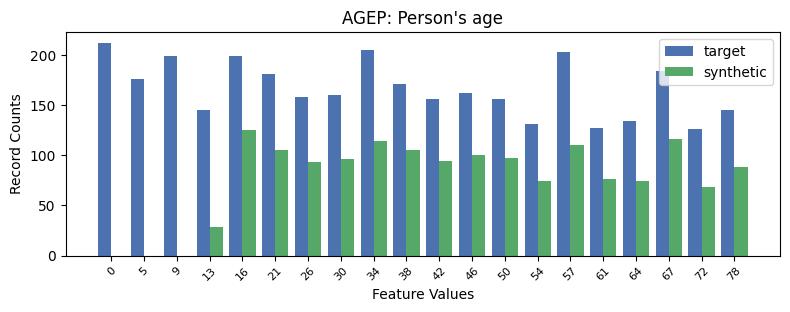 AGEP: Person's age
target
synthetic
Record Counts
200
150
100
50
0
0 5 9 13 16 21 26 30 34 38 42 46 50 54 57 61 64 67 72 78
Feature Values